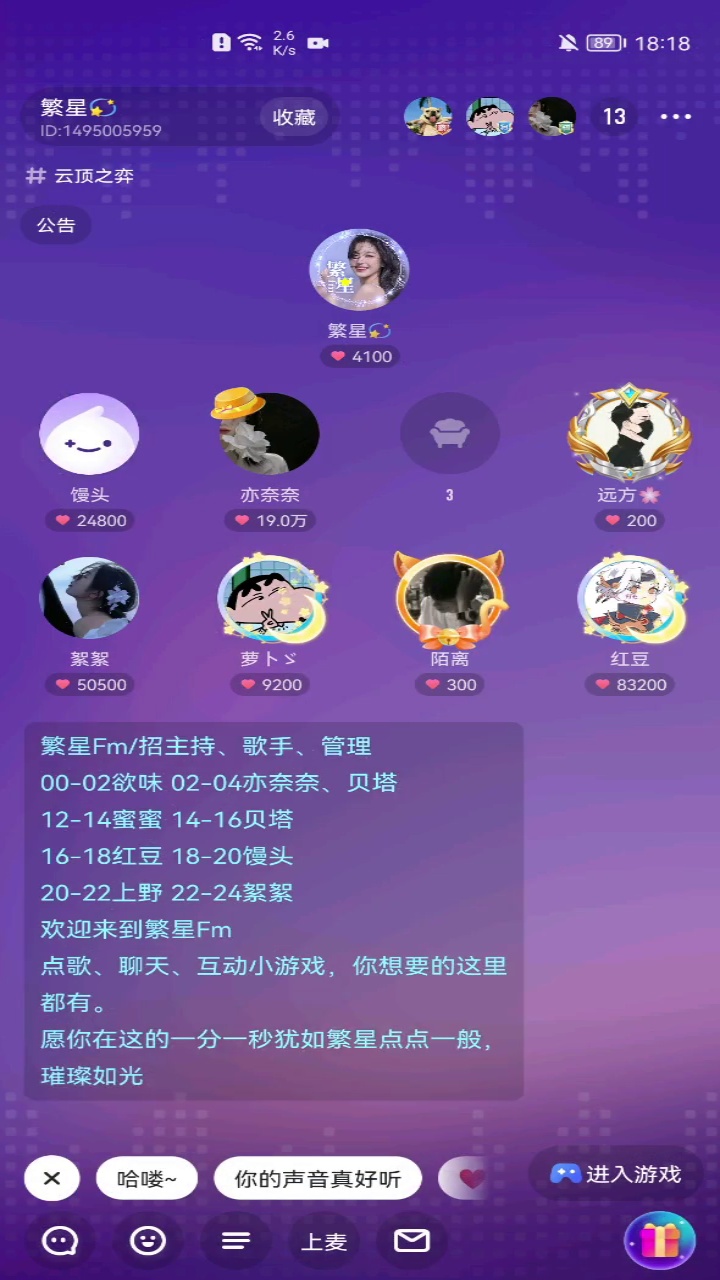 2.6
K/s
89
18:18
繁星💫
ID:1495005959
收藏
13
# 云顶之弈
公告
繁星
繁星💫
4100
馒头
24800
亦奈奈
19.0万
3
远方🌸
200
絮絮
50500
萝卜ゞ
9200
陌离
300
红豆
83200
繁星Fm/招主持、歌手、管理
00-02欲味 02-04亦奈奈、贝塔
12-14蜜蜜 14-16贝塔
16-18红豆 18-20馒头
20-22上野 22-24絮絮
欢迎来到繁星Fm
点歌、聊天、互动小游戏，你想要的这里
都有。
愿你在这的一分一秒犹如繁星点点一般，
璀璨如光
哈喽~
你的声音真好听
进入游戏
上麦